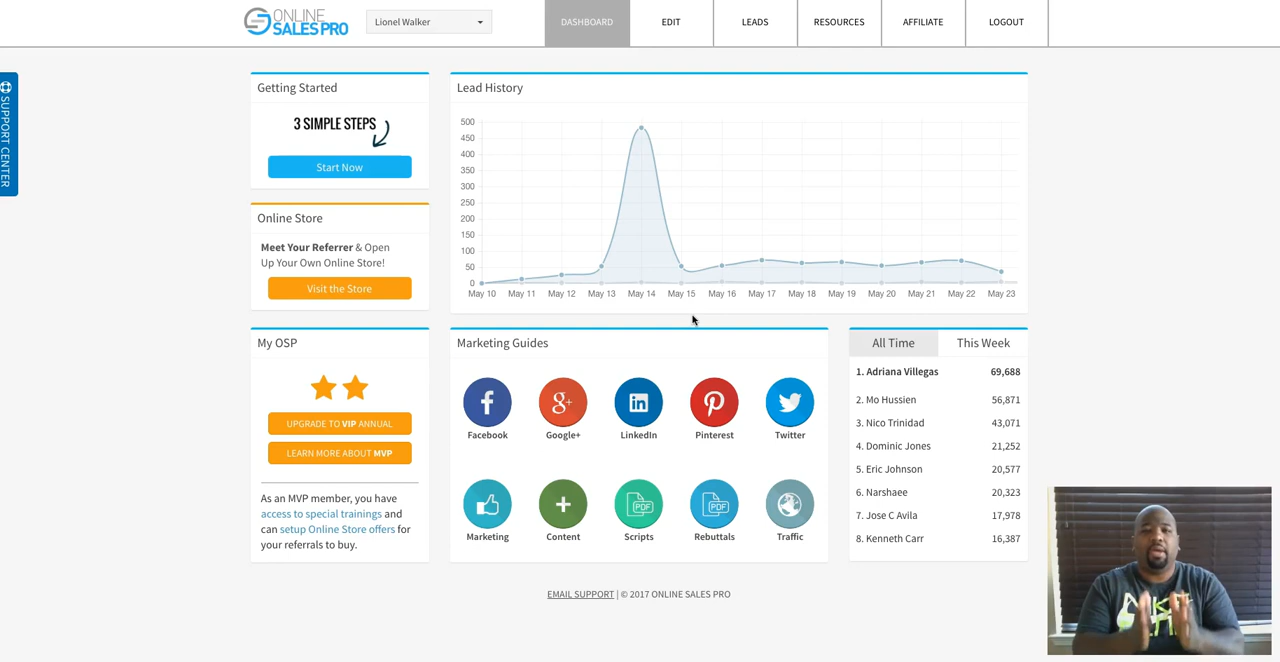 ONLINE
SALESPRO
Lionel Walker
DASHBOARD
EDIT
LEADS
RESOURCES
AFFILIATE
LOGOUT
SUPPORT CENTER
Getting Started
3 SIMPLE STEPS
Start Now
Online Store
Meet Your Referrer & Open
Up Your Own Online Store!
Visit the Store
Lead History
500
450
400
350
300
250
200
150
100
50
0
May 10 May 11 May 12 May 13 May 14 May 15 May 16 May 17 May 18 May 19 May 20 May 21 May 22 May 23
My OSP
UPGRADE TO VIP ANNUAL
LEARN MORE ABOUT MVP
As an MVP member, you have
access to special trainings and
can setup Online Store offers for
your referrals to buy.
Marketing Guides
f
g+
in
Facebook Google+ LinkedIn Pinterest Twitter
PDF
PDF
Marketing Content Scripts Rebuttals Traffic
All Time This Week
1. Adriana Villegas 69,688
2. Mo Hussien 56,871
3. Nico Trinidad 43,071
4. Dominic Jones 21,252
5. Eric Johnson 20,577
6. Narshaee 20,323
7. Jose C Avila 17,978
8. Kenneth Carr 16,387
EMAIL SUPPORT | © 2017 ONLINE SALES PRO